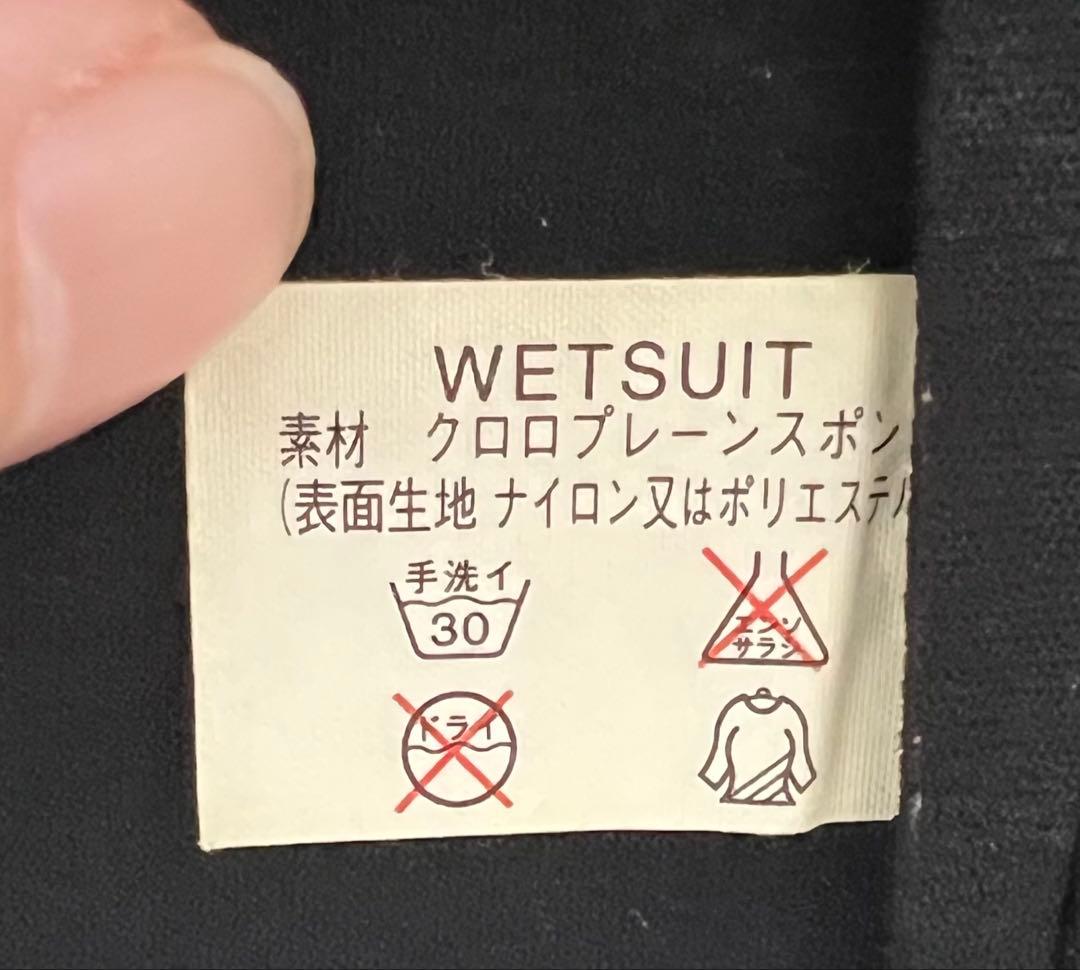 WETSUIT
素材 クロロプレーンスポン
(表面生地 ナイロン又はポリエステル
手洗イ
30
エンソ
サラシ
ドライ